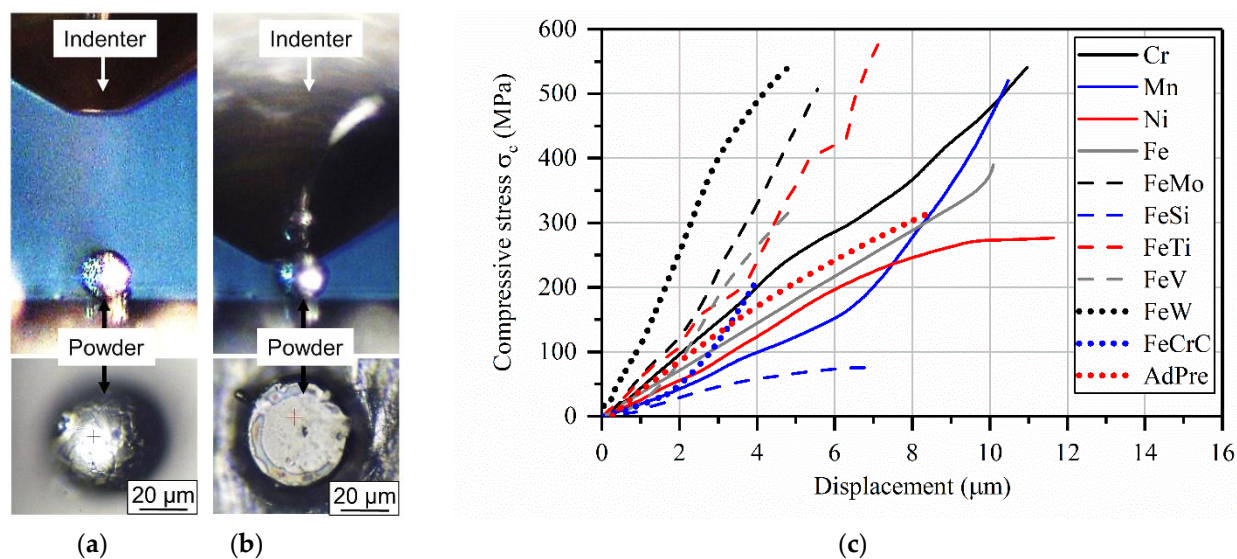 Indenter
Powder
20 µm
(a)
Indenter
Powder
20 µm
(b)
Compressive stress σc (MPa)
600
500
400
300
200
100
0
0 2 4 6 8 10 12 14 16
Displacement (µm)
Cr
Mn
Ni
Fe
FeMo
FeSi
FeTi
FeV
FeW
FeCrC
AdPre
(c)